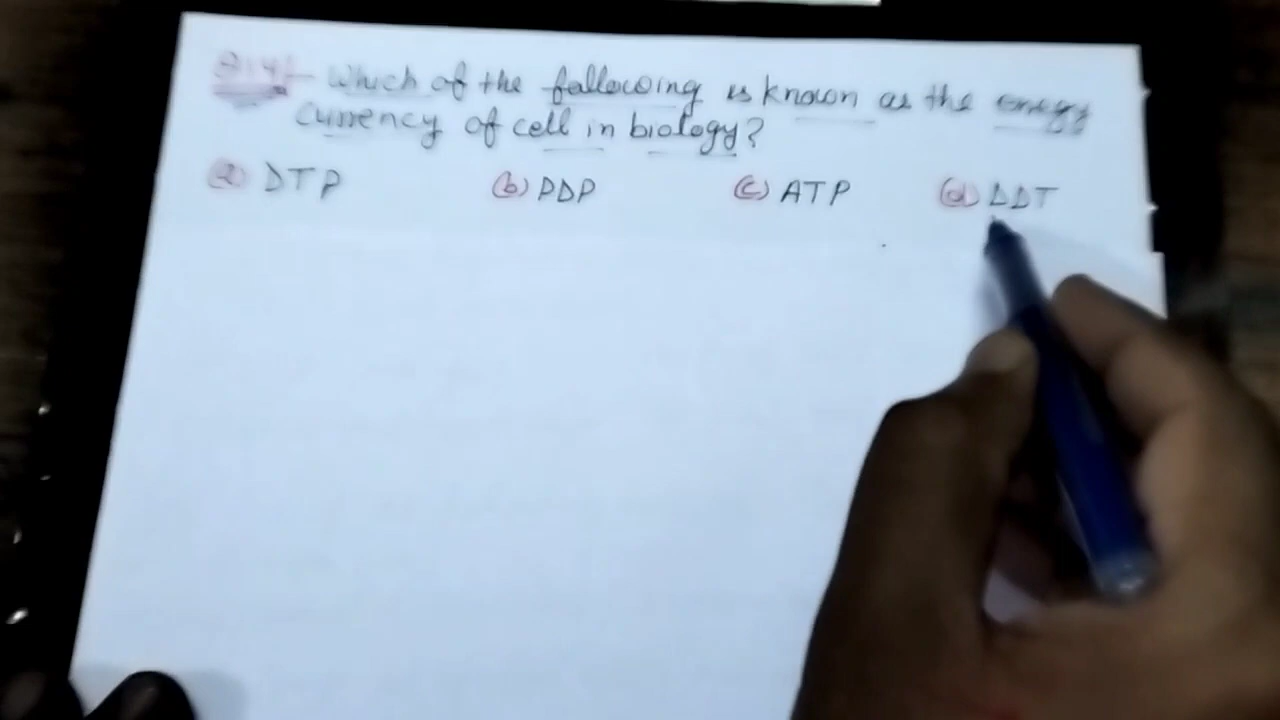 Which of the fallowing is known as the energy
currency of cell in biology?
(a) DTP (b) PDP (c) ATP (d) DDT